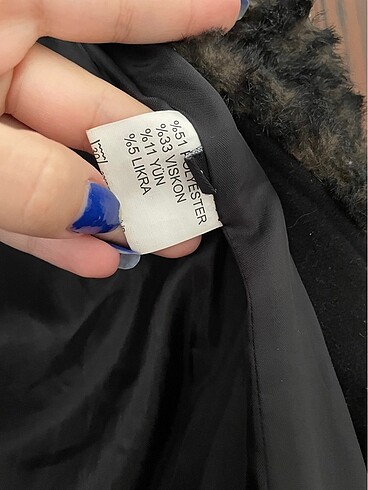 %51 POLYESTER
%33 VISKON
%11 YÜN
%5 LIKRA